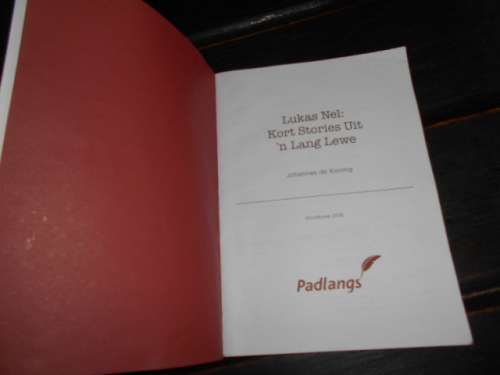 Lukas Nel:
Kort Stories Uit
'n Lang Lewe
Johannes de Koning
Padlangs